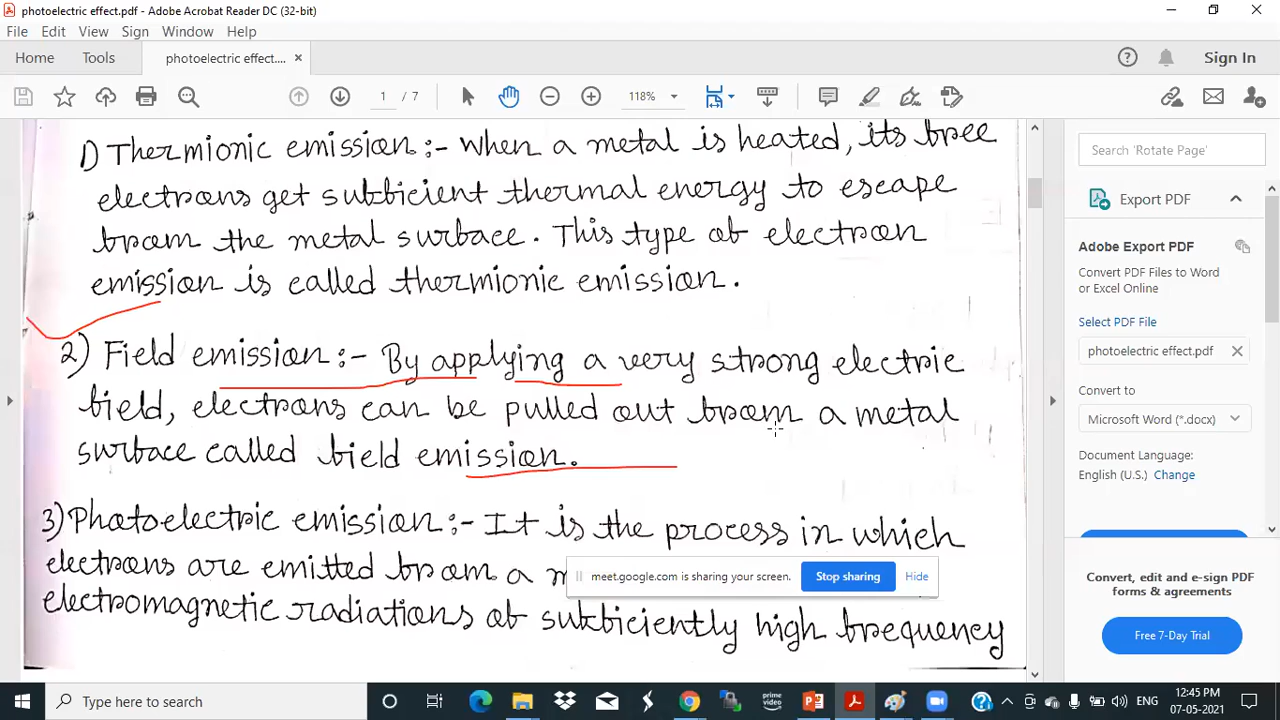 photoelectric effect.pdf - Adobe Acrobat Reader DC (32-bit)
File Edit View Sign Window Help
Home Tools photoelectric effect.... × Sign In
1 / 7 118%
1) Thermionic emission :- When a metal is heated, its free
electrons get sufficient thermal energy to escape
from the metal surface. This type of electron
emission is called thermionic emission.
2) Field emission :- By applying a very strong electric
field, electrons can be pulled out from a metal
surface called field emission.
3) Photoelectric emission :- It is the process in which
electrons are emitted from a m
electromagnetic radiations of sufficiently high frequency
meet.google.com is sharing your screen. Stop sharing Hide
Search 'Rotate Page'
Export PDF
Adobe Export PDF
Convert PDF Files to Word
or Excel Online
Select PDF File
photoelectric effect.pdf ×
Convert to
Microsoft Word (*.docx)
Document Language:
English (U.S.) Change
Convert, edit and e-sign PDF
forms & agreements
Free 7-Day Trial
Type here to search
prime video
ENG
12:45 PM
07-05-2021